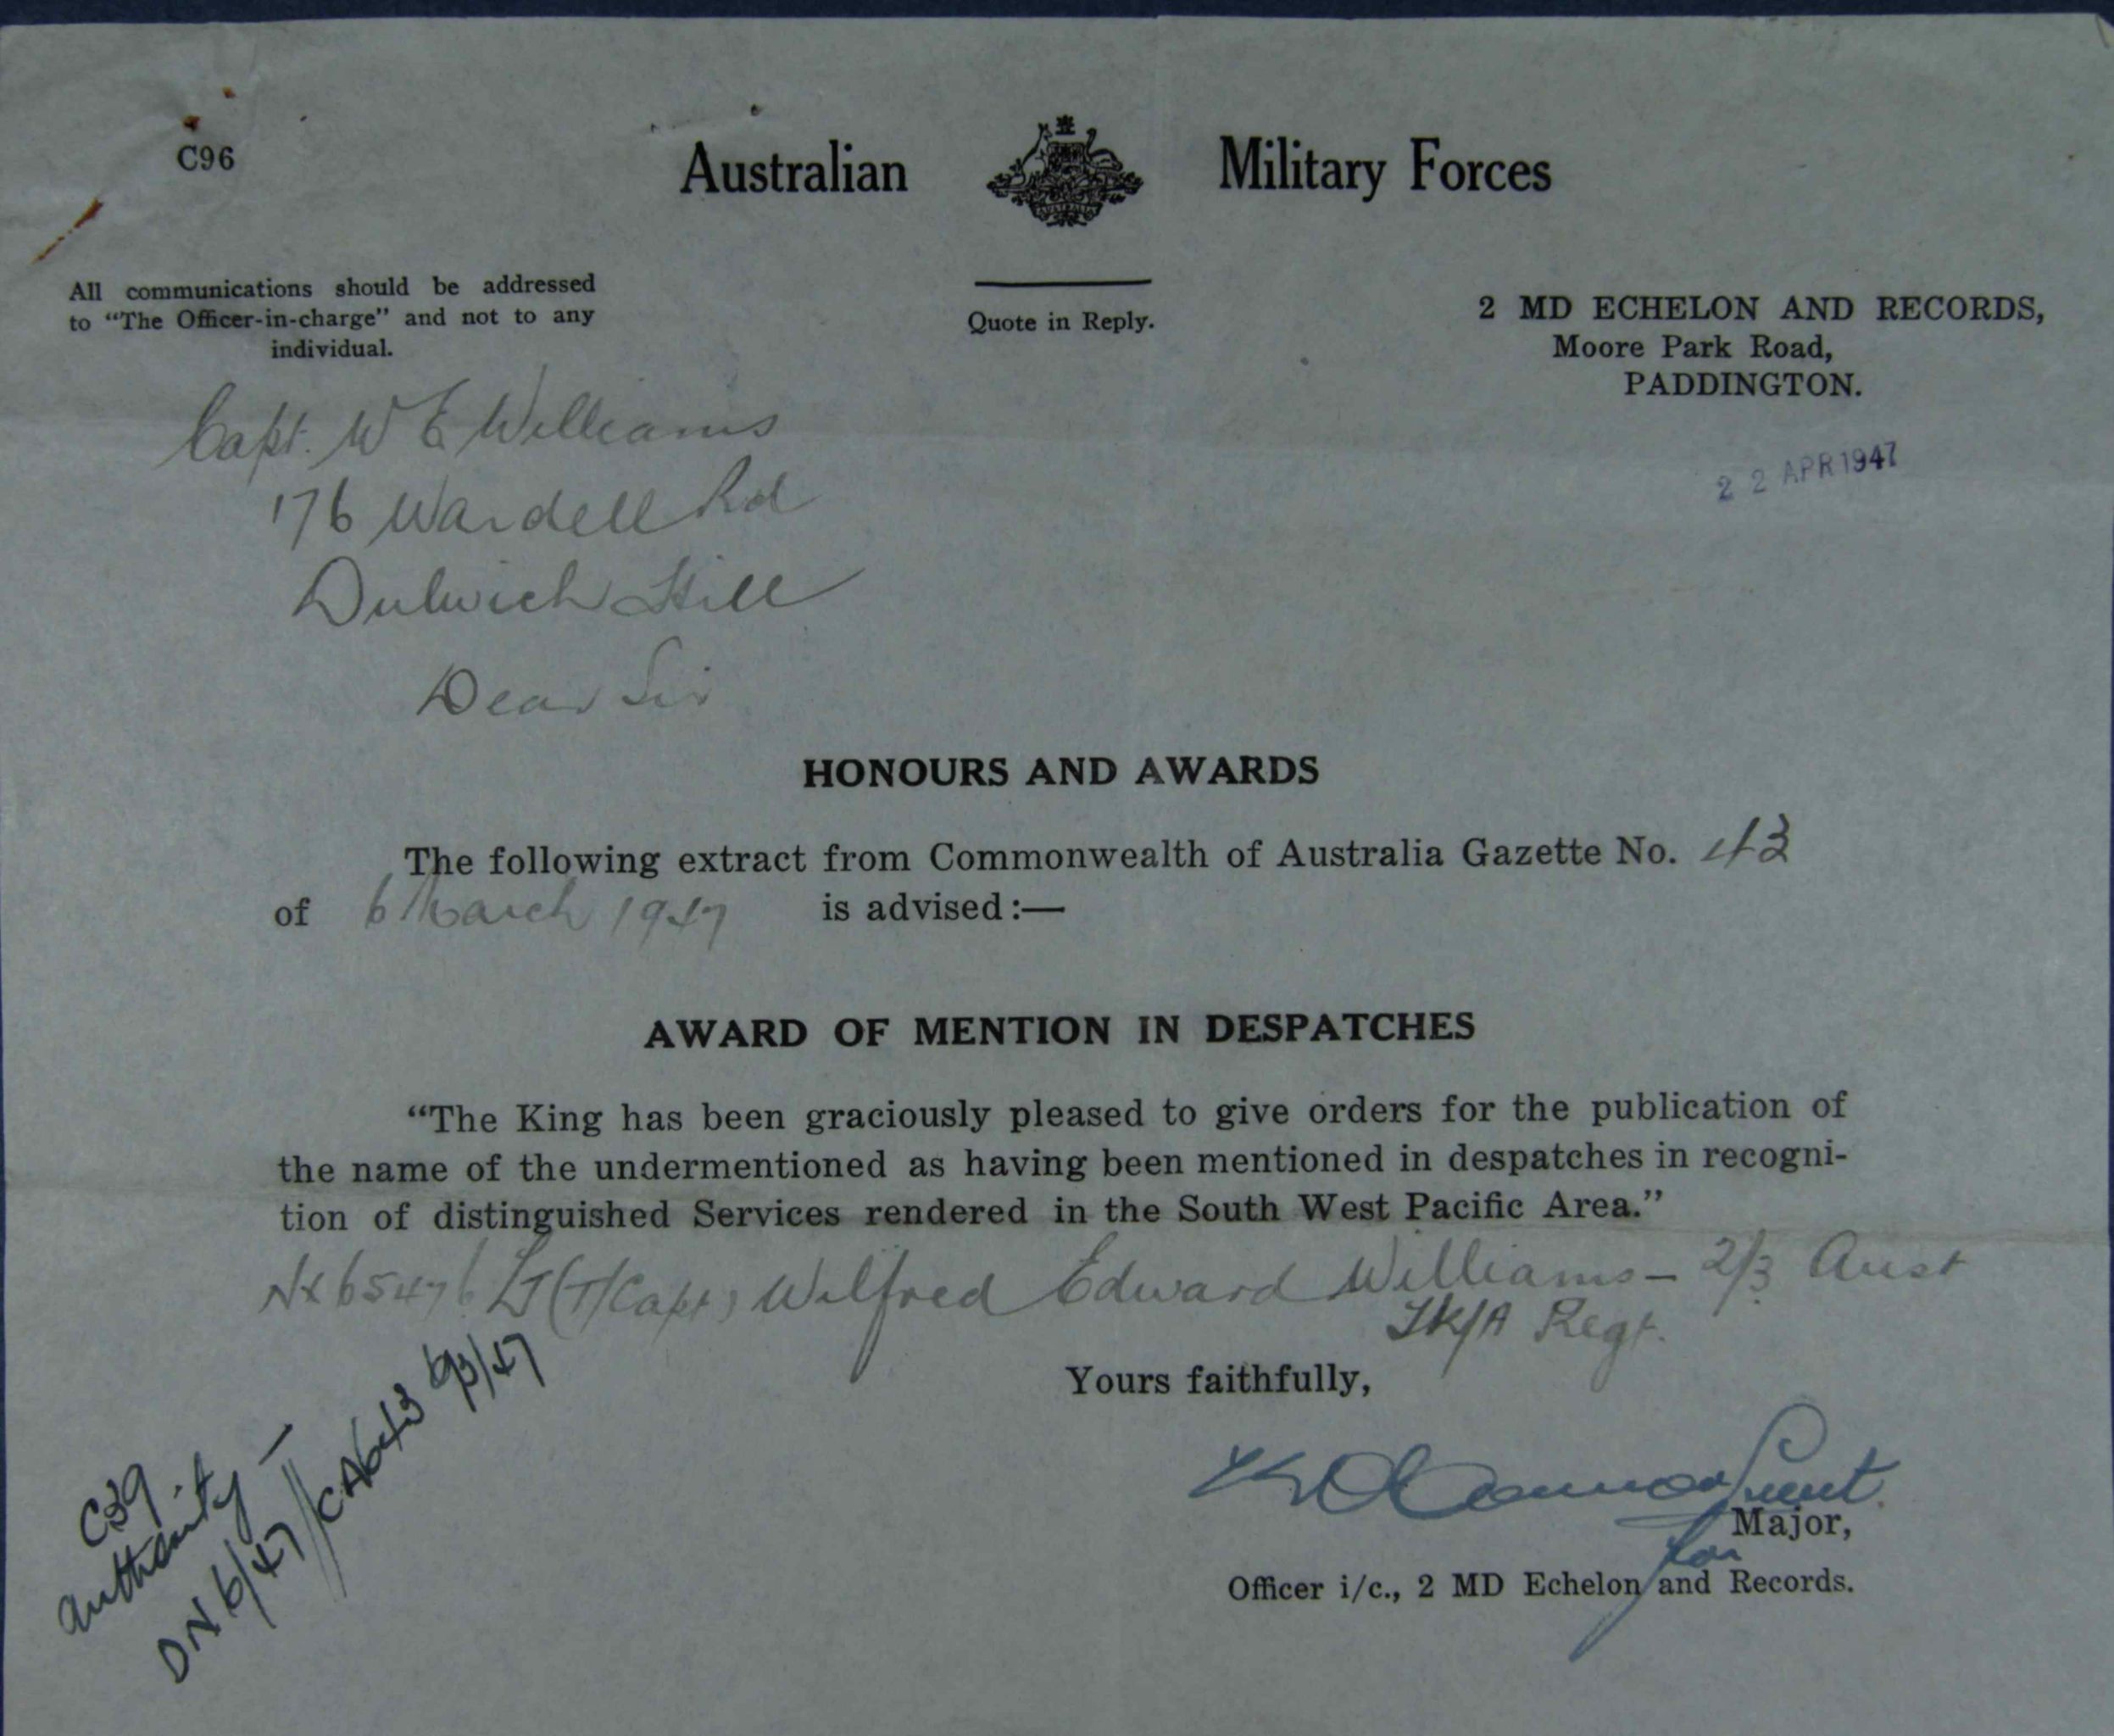 C96
Australian Military Forces
AUSTRALIA
All communications should be addressed
to “The Officer-in-charge” and not to any
individual.
Quote in Reply.
2 MD ECHELON AND RECORDS,
Moore Park Road,
PADDINGTON.
22 APR 1947
Capt. W E Williams
176 Wardell Rd
Dulwich Hill
Dear Sir
HONOURS AND AWARDS
The following extract from Commonwealth of Australia Gazette No. 43
of 6 March 1947 is advised:—
AWARD OF MENTION IN DESPATCHES
“The King has been graciously pleased to give orders for the publication of
the name of the undermentioned as having been mentioned in despatches in recogni-
tion of distinguished Services rendered in the South West Pacific Area.”
NX65476 Lt (T/Capt) Wilfred Edward Williams — 2/3 Aust
Tk/A Regt.
Yours faithfully,
Lieut.
Major,
for
Officer i/c., 2 MD Echelon and Records.
C39.
Authority —
DN 6/47 // CAG 43 6/3/47